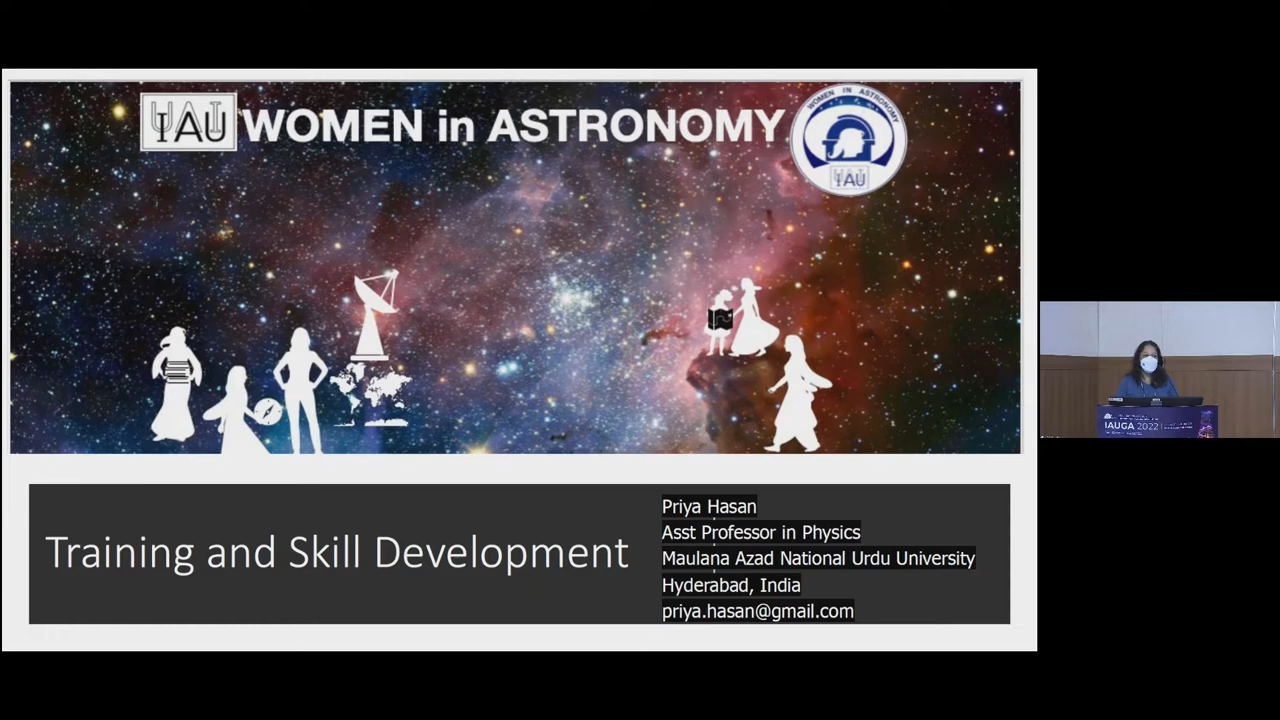 IAU WOMEN in ASTRONOMY
WOMEN IN ASTRONOMY
IAU
Training and Skill Development
Priya Hasan
Asst Professor in Physics
Maulana Azad National Urdu University
Hyderabad, India
priya.hasan@gmail.com
IAUGA 2022